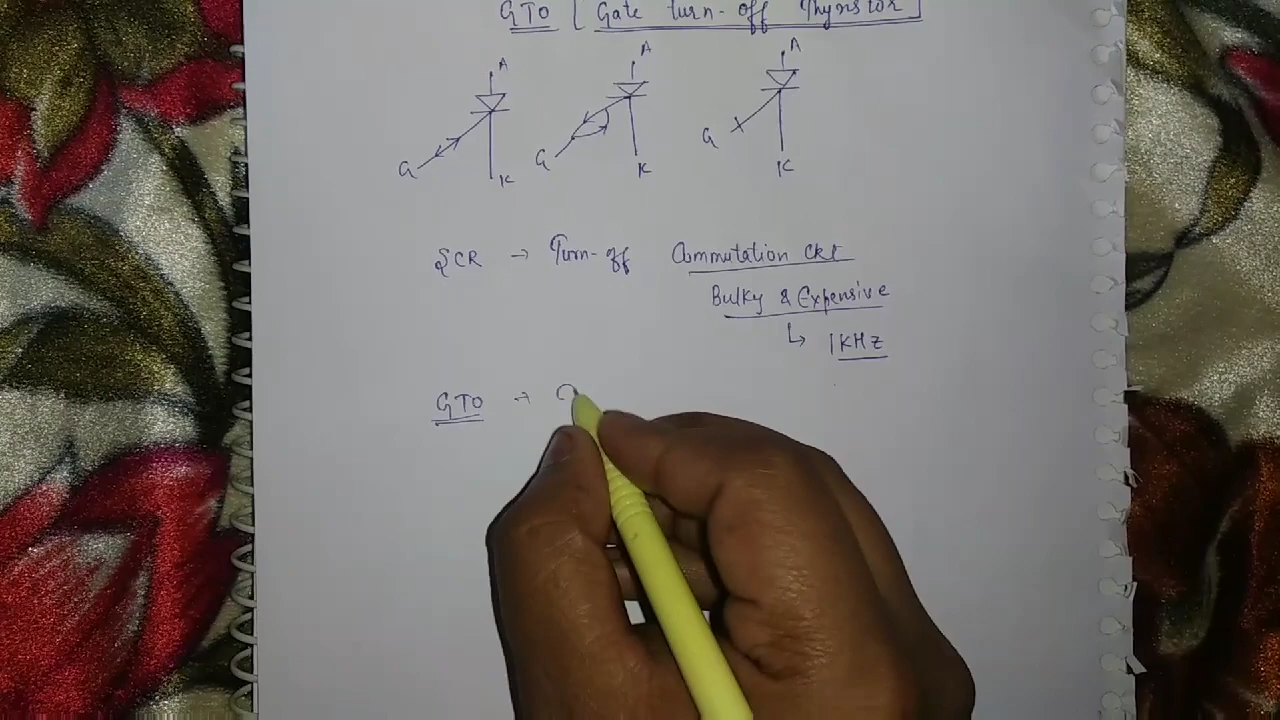 GTO [ Gate turn-off Thyristor ]
A A A
G K G K G K
SCR → Turn-off Commutation ckt
Bulky & Expensive
↳ 1KHz
GTO →